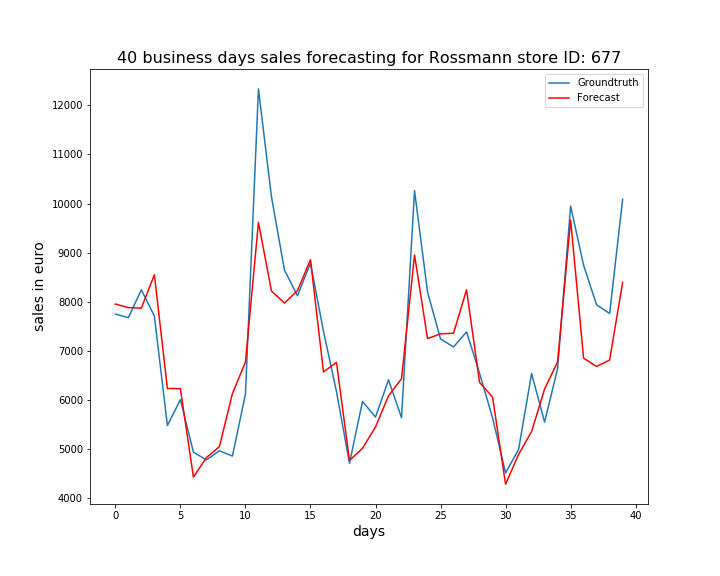 40 business days sales forecasting for Rossmann store ID: 677
Groundtruth
Forecast
sales in euro
12000
11000
10000
9000
8000
7000
6000
5000
4000
0 5 10 15 20 25 30 35 40
days